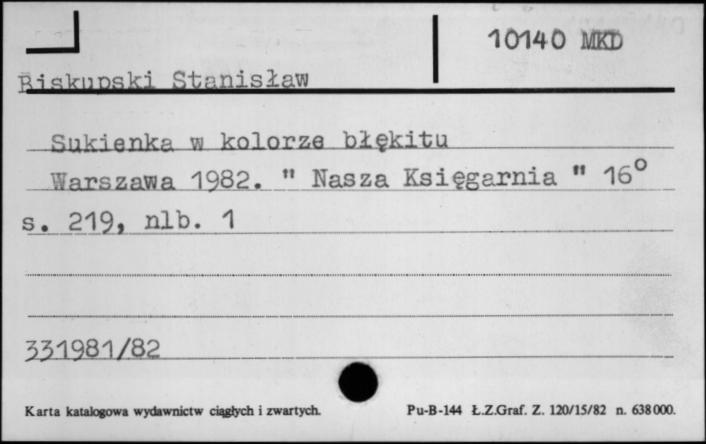 10140 MKD
Biskupski Stanisław
Sukienka w kolorze błękitu
Warszawa 1982. " Nasza Księgarnia " 16°
s. 219, nlb. 1
331981/82
Karta katalogowa wydawnictw ciągłych i zwartych. Pu-B-144 Ł.Z.Graf. Z. 120/15/82 n. 638000.